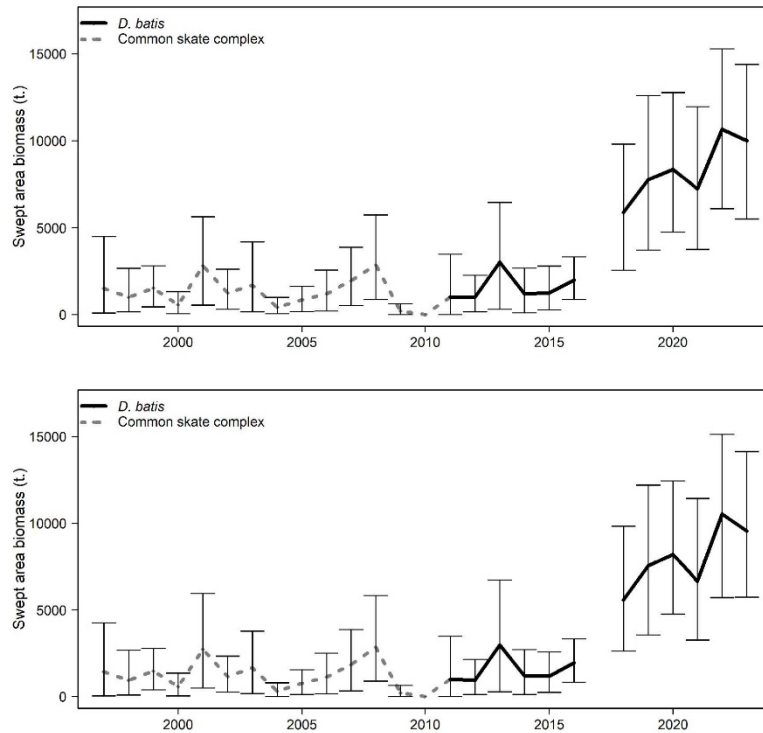 D. batis
Common skate complex
Swept area biomass (t.)
15000
10000
5000
0
2000 2005 2010 2015 2020
D. batis
Common skate complex
Swept area biomass (t.)
15000
10000
5000
0
2000 2005 2010 2015 2020